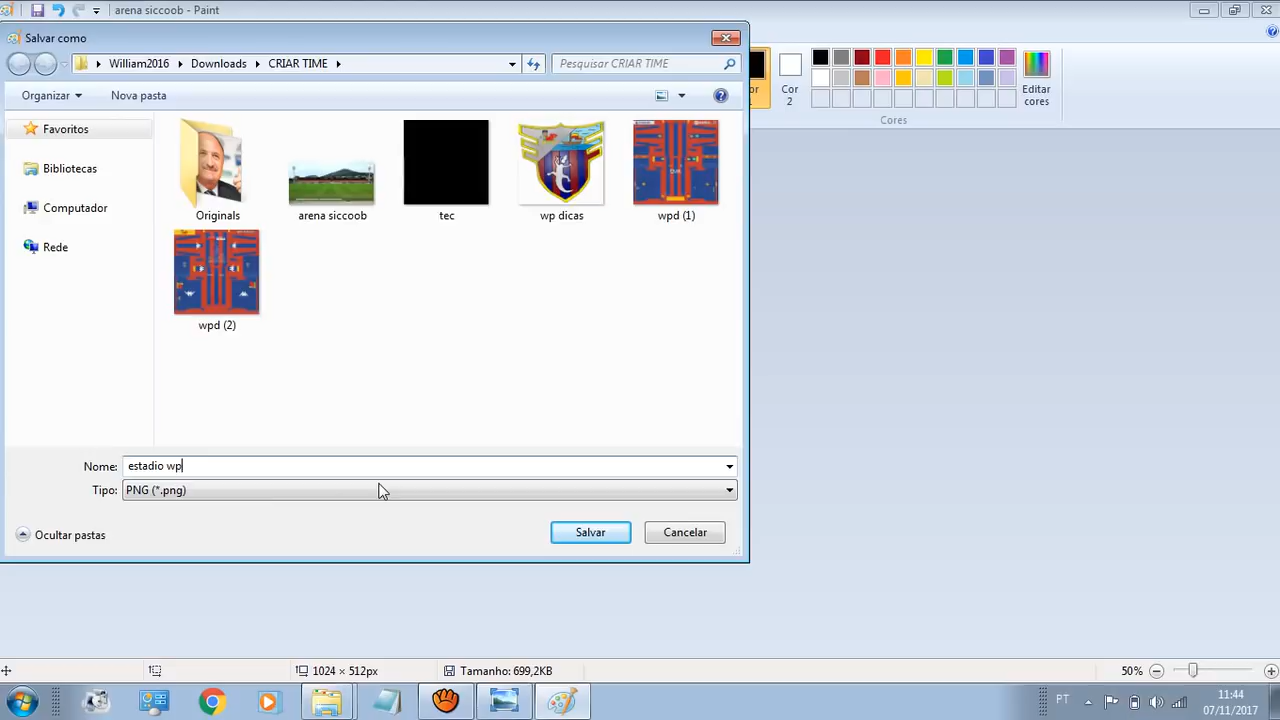 arena siccoob - Paint
Salvar como
William2016 Downloads CRIAR TIME
Pesquisar CRIAR TIME
Organizar
Nova pasta
Favoritos
Bibliotecas
Computador
Rede
Originals
arena siccoob
tec
wp dicas
wpd (1)
wpd (2)
Nome: estadio wp
Tipo: PNG (*.png)
Ocultar pastas
Salvar
Cancelar
Cor
2
Editar
cores
Cores
1024 × 512px
Tamanho: 699,2KB
50%
PT
11:44
07/11/2017